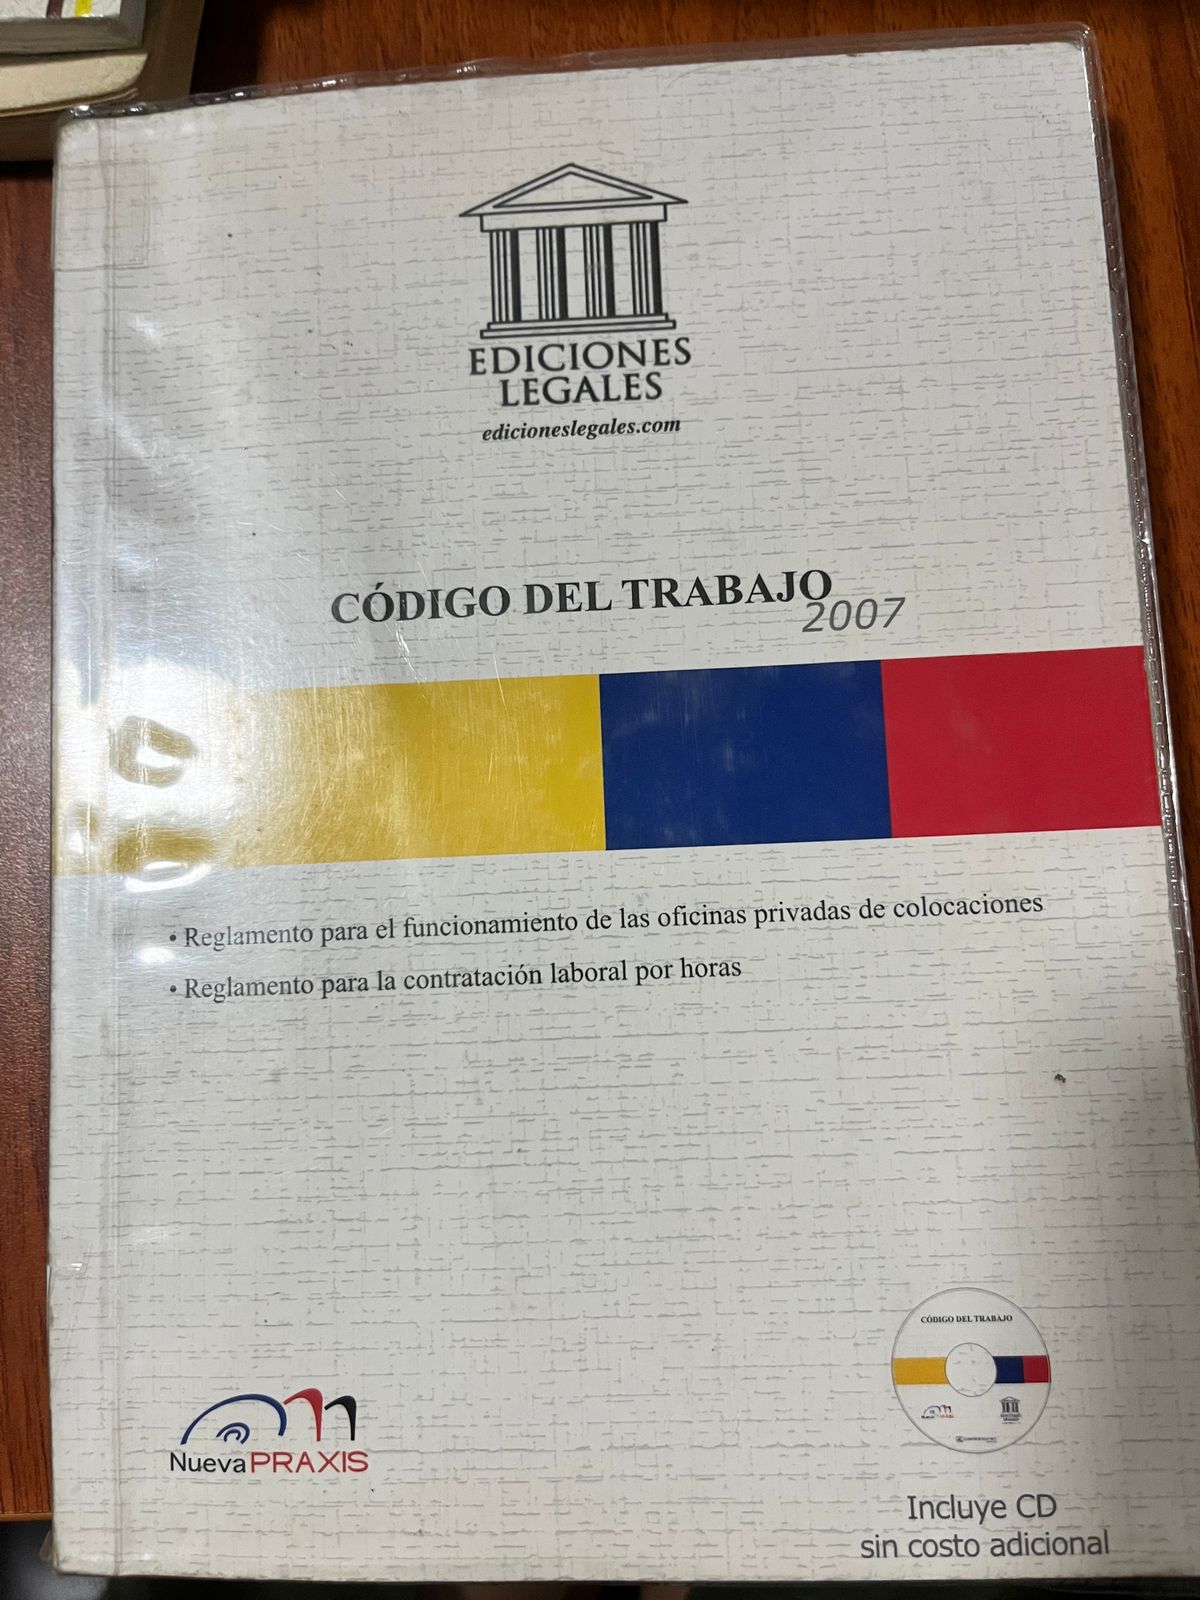 EDICIONES
LEGALES
edicioneslegales.com
CÓDIGO DEL TRABAJO
2007
• Reglamento para el funcionamiento de las oficinas privadas de colocaciones
• Reglamento para la contratación laboral por horas
CÓDIGO DEL TRABAJO
NuevaPRAXIS
Incluye CD
sin costo adicional